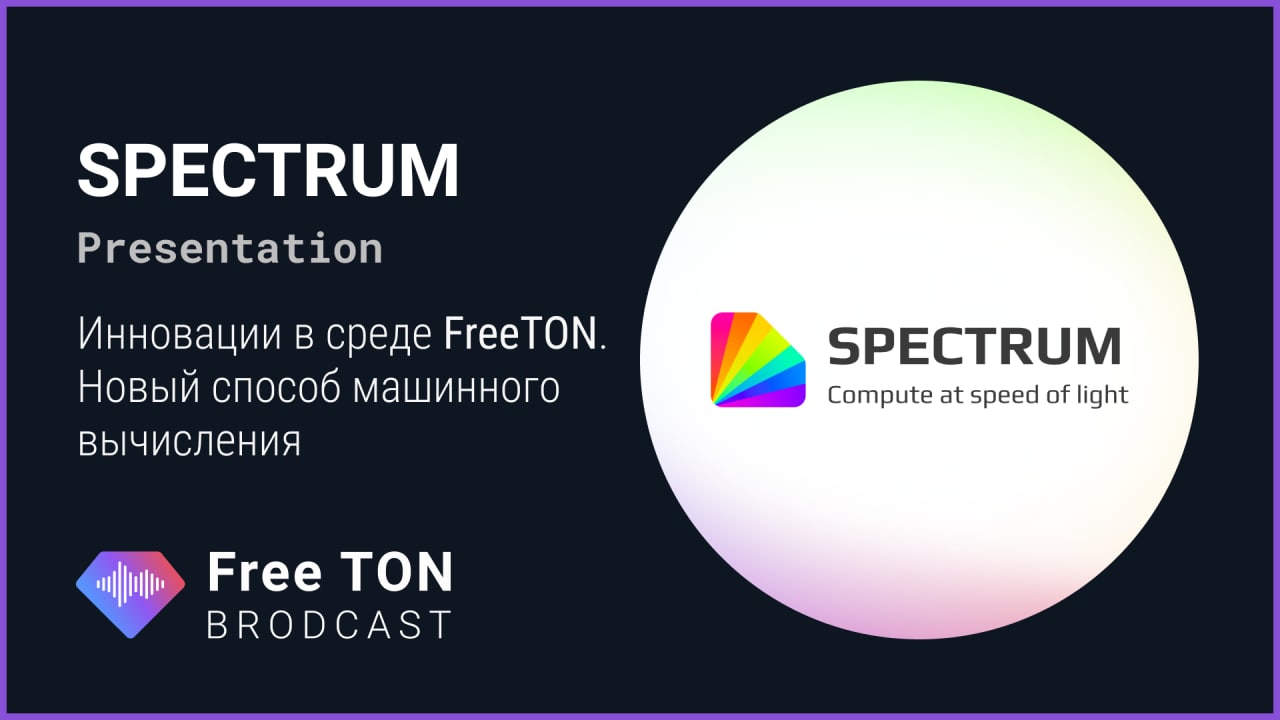 SPECTRUM
Presentation
Инновации в среде FreeTON.
Новый способ машинного
вычисления
Free TON
BRODCAST
SPECTRUM
Compute at speed of light